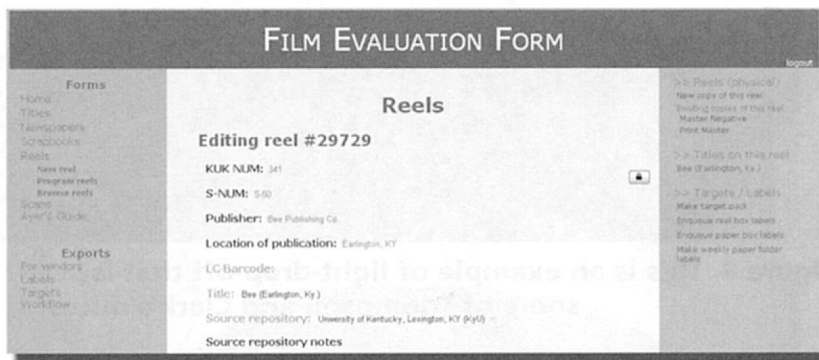 FILM EVALUATION FORM
logout
Forms
Home
Titles
Newspapers
Scrapbooks
Reels
New reel
Program reels
Browse reels
Scans
Ayer's Guide
Exports
For vendors
Labels
Targets
Workflow
Reels
Editing reel #29729
KUK NUM: 341
S-NUM: S-50
Publisher: Bee Publishing Co.
Location of publication: Earlington, KY
LC Barcode:
Title: Bee (Earlington, Ky.)
Source repository: University of Kentucky, Lexington, KY (KyU)
Source repository notes
>> Reels (physical)
New copy of this reel
Existing copies of this reel
Master Negative
Print Master
>> Titles on this reel
Bee (Earlington, Ky.)
>> Targets / Labels
Make target pack
Enqueue reel box labels
Enqueue paper box labels
Make weekly paper folder
labels